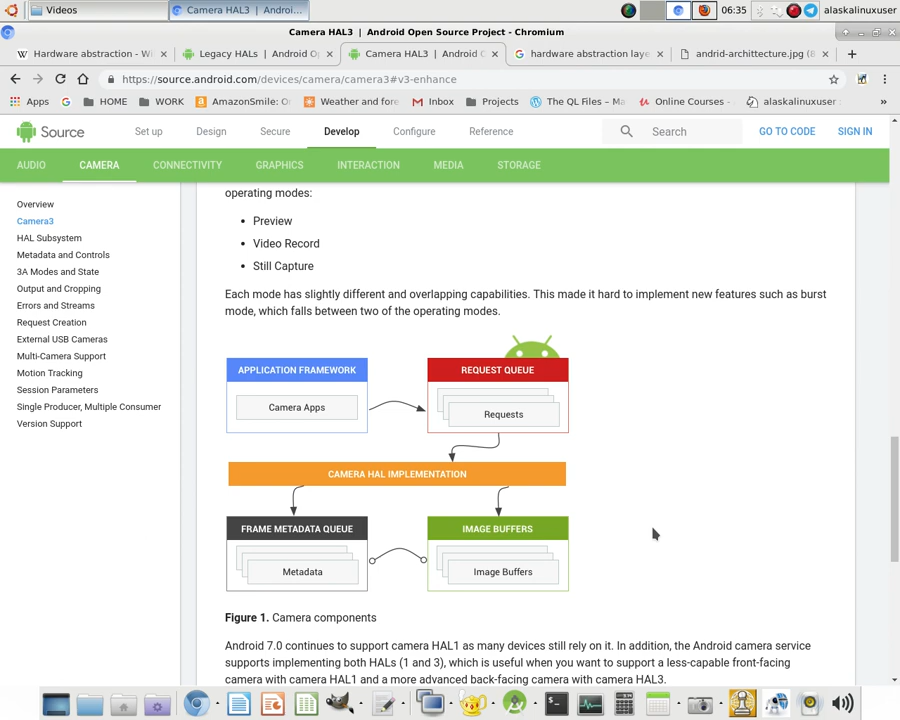 Videos
Camera HAL3 | Androi...
06:35
alaskalinuxuser
Camera HAL3 | Android Open Source Project - Chromium
Hardware abstraction - Wi
Legacy HALs | Android Op
Camera HAL3 | Android O
hardware abstraction laye
andrid-archittecture.jpg (8
https://source.android.com/devices/camera/camera3#v3-enhance
Apps
HOME
WORK
AmazonSmile: O
Weather and fore
Inbox
Projects
The QL Files – Ma
Online Courses -
alaskalinuxuser
»
Source
Set up
Design
Secure
Develop
Configure
Reference
Search
GO TO CODE
SIGN IN
AUDIO
CAMERA
CONNECTIVITY
GRAPHICS
INTERACTION
MEDIA
STORAGE
Overview
Camera3
HAL Subsystem
Metadata and Controls
3A Modes and State
Output and Cropping
Errors and Streams
Request Creation
External USB Cameras
Multi-Camera Support
Motion Tracking
Session Parameters
Single Producer, Multiple Consumer
Version Support
operating modes:
• Preview
• Video Record
• Still Capture
Each mode has slightly different and overlapping capabilities. This made it hard to implement new features such as burst
mode, which falls between two of the operating modes.
APPLICATION FRAMEWORK
Camera Apps
REQUEST QUEUE
Requests
CAMERA HAL IMPLEMENTATION
FRAME METADATA QUEUE
Metadata
IMAGE BUFFERS
Image Buffers
Figure 1. Camera components
Android 7.0 continues to support camera HAL1 as many devices still rely on it. In addition, the Android camera service
supports implementing both HALs (1 and 3), which is useful when you want to support a less-capable front-facing
camera with camera HAL1 and a more advanced back-facing camera with camera HAL3.